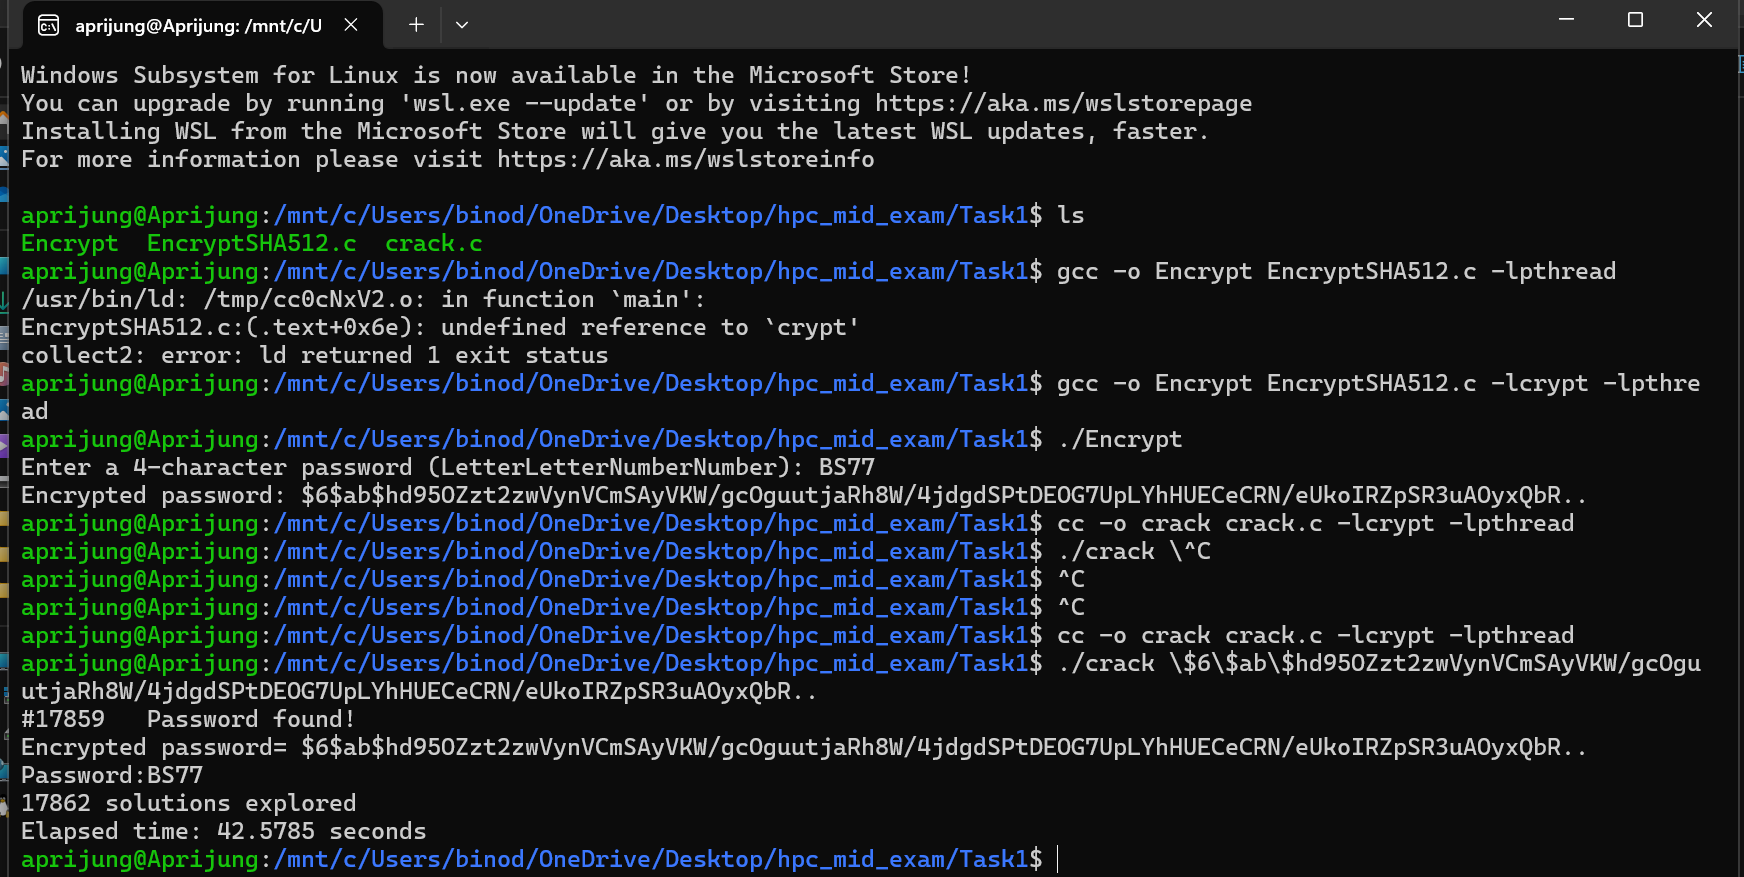 aprijung@Aprijung: /mnt/c/U
Windows Subsystem for Linux is now available in the Microsoft Store!
You can upgrade by running 'wsl.exe --update' or by visiting https://aka.ms/wslstorepage
Installing WSL from the Microsoft Store will give you the latest WSL updates, faster.
For more information please visit https://aka.ms/wslstoreinfo
aprijung@Aprijung:/mnt/c/Users/binod/OneDrive/Desktop/hpc_mid_exam/Task1$ ls
Encrypt  EncryptSHA512.c  crack.c
aprijung@Aprijung:/mnt/c/Users/binod/OneDrive/Desktop/hpc_mid_exam/Task1$ gcc -o Encrypt EncryptSHA512.c -lpthread
/usr/bin/ld: /tmp/cc0cNxV2.o: in function `main':
EncryptSHA512.c:(.text+0x6e): undefined reference to `crypt'
collect2: error: ld returned 1 exit status
aprijung@Aprijung:/mnt/c/Users/binod/OneDrive/Desktop/hpc_mid_exam/Task1$ gcc -o Encrypt EncryptSHA512.c -lcrypt -lpthre
ad
aprijung@Aprijung:/mnt/c/Users/binod/OneDrive/Desktop/hpc_mid_exam/Task1$ ./Encrypt
Enter a 4-character password (LetterLetterNumberNumber): BS77
Encrypted password: $6$ab$hd95OZzt2zwVynVCmSAyVKW/gcOguutjaRh8W/4jdgdSPtDEOG7UpLYhHUECeCRN/eUkoIRZpSR3uAOyxQbR..
aprijung@Aprijung:/mnt/c/Users/binod/OneDrive/Desktop/hpc_mid_exam/Task1$ cc -o crack crack.c -lcrypt -lpthread
aprijung@Aprijung:/mnt/c/Users/binod/OneDrive/Desktop/hpc_mid_exam/Task1$ ./crack \^C
aprijung@Aprijung:/mnt/c/Users/binod/OneDrive/Desktop/hpc_mid_exam/Task1$ ^C
aprijung@Aprijung:/mnt/c/Users/binod/OneDrive/Desktop/hpc_mid_exam/Task1$ ^C
aprijung@Aprijung:/mnt/c/Users/binod/OneDrive/Desktop/hpc_mid_exam/Task1$ cc -o crack crack.c -lcrypt -lpthread
aprijung@Aprijung:/mnt/c/Users/binod/OneDrive/Desktop/hpc_mid_exam/Task1$ ./crack \$6\$ab\$hd95OZzt2zwVynVCmSAyVKW/gcOgu
utjaRh8W/4jdgdSPtDEOG7UpLYhHUECeCRN/eUkoIRZpSR3uAOyxQbR..
#17859   Password found!
Encrypted password= $6$ab$hd95OZzt2zwVynVCmSAyVKW/gcOguutjaRh8W/4jdgdSPtDEOG7UpLYhHUECeCRN/eUkoIRZpSR3uAOyxQbR..
Password:BS77
17862 solutions explored
Elapsed time: 42.5785 seconds
aprijung@Aprijung:/mnt/c/Users/binod/OneDrive/Desktop/hpc_mid_exam/Task1$